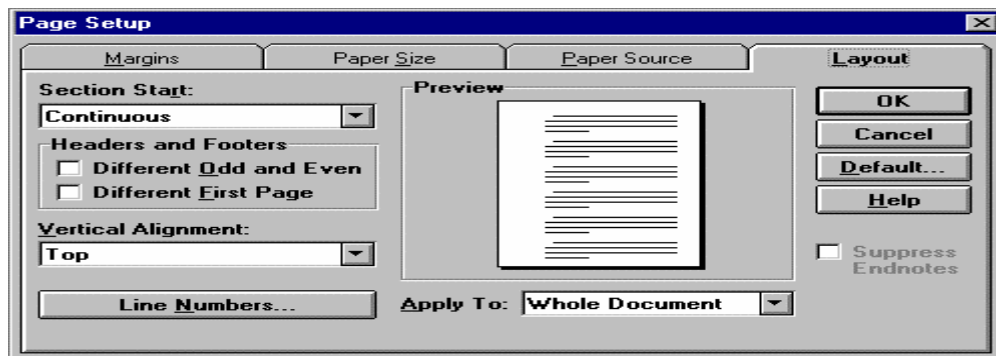 Page Setup
Margins
Paper Size
Paper Source
Layout
Section Start:
Continuous
Headers and Footers
Different Odd and Even
Different First Page
Vertical Alignment:
Top
Line Numbers...
Preview
Apply To: Whole Document
OK
Cancel
Default...
Help
Suppress
Endnotes